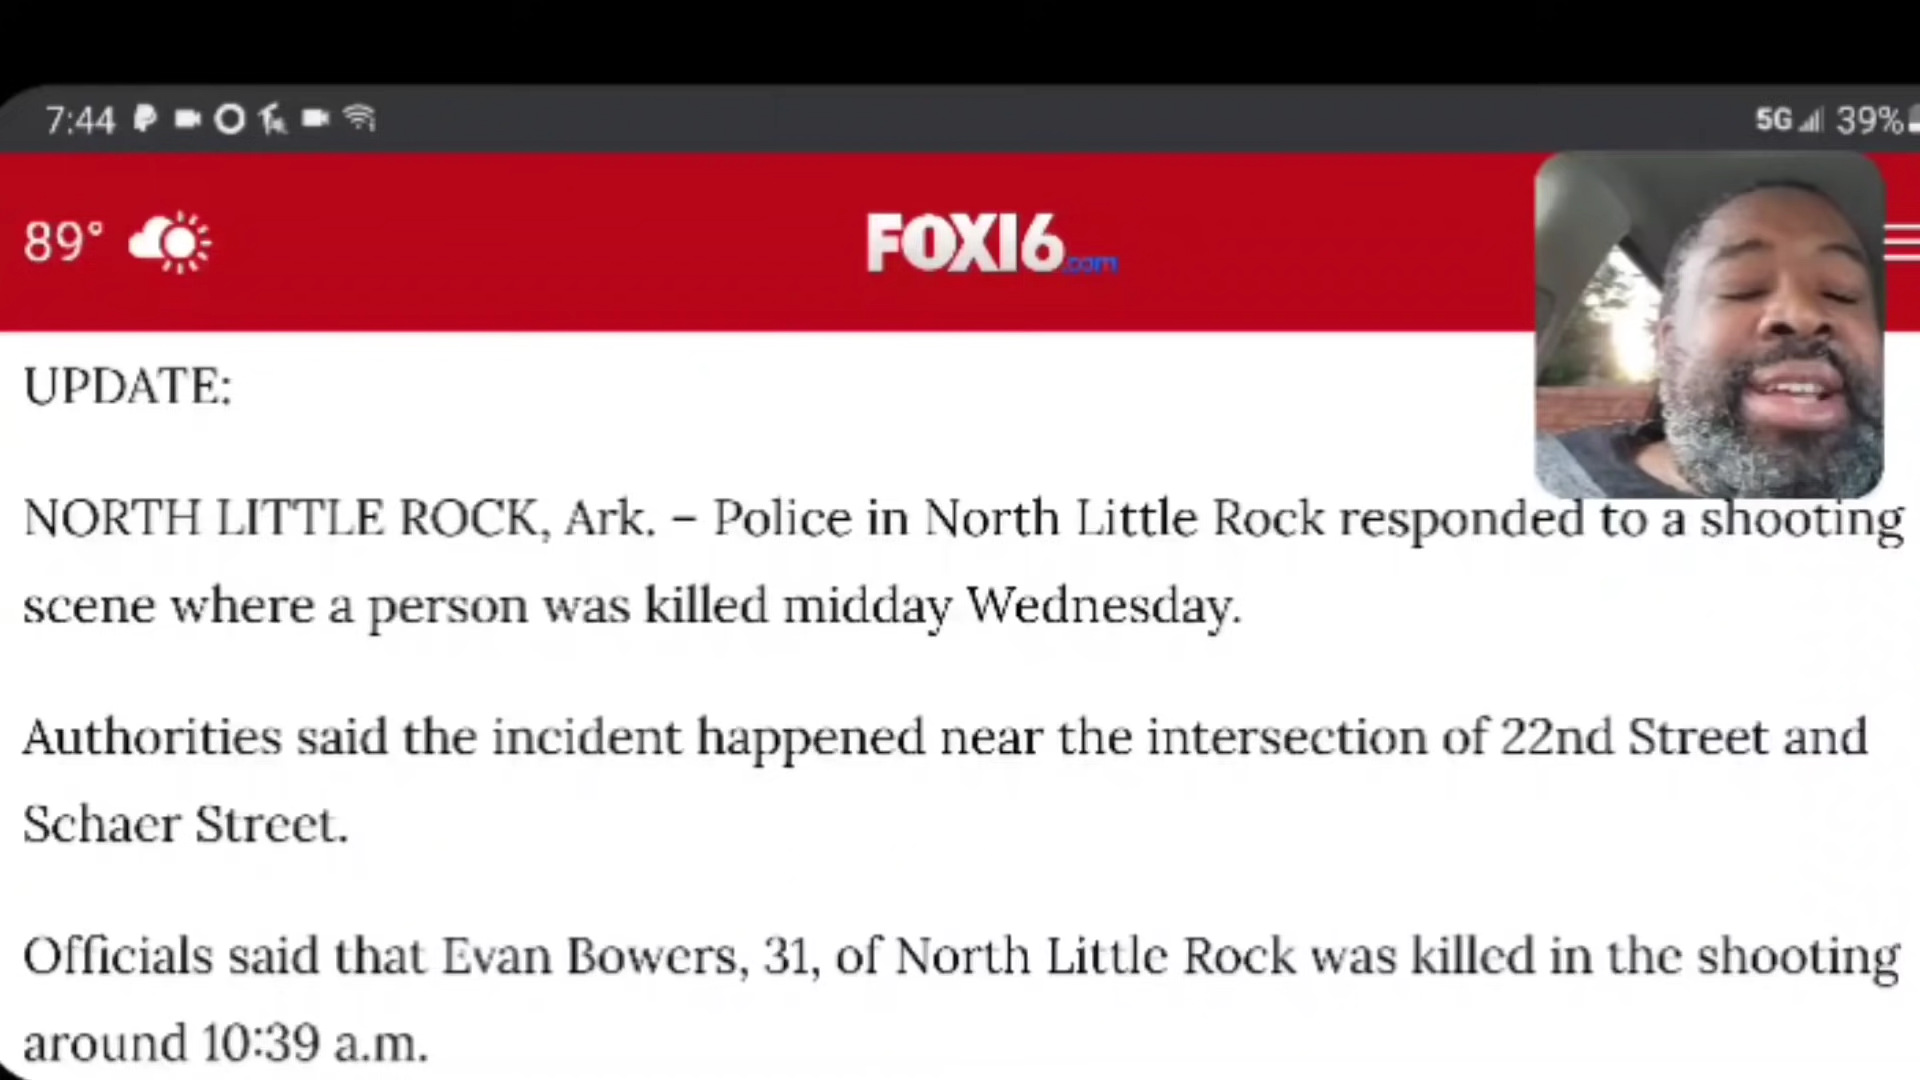 7:44 5G 39%
89° FOX16.com
UPDATE:
NORTH LITTLE ROCK, Ark. – Police in North Little Rock responded to a shooting
scene where a person was killed midday Wednesday.
Authorities said the incident happened near the intersection of 22nd Street and
Schaer Street.
Officials said that Evan Bowers, 31, of North Little Rock was killed in the shooting
around 10:39 a.m.